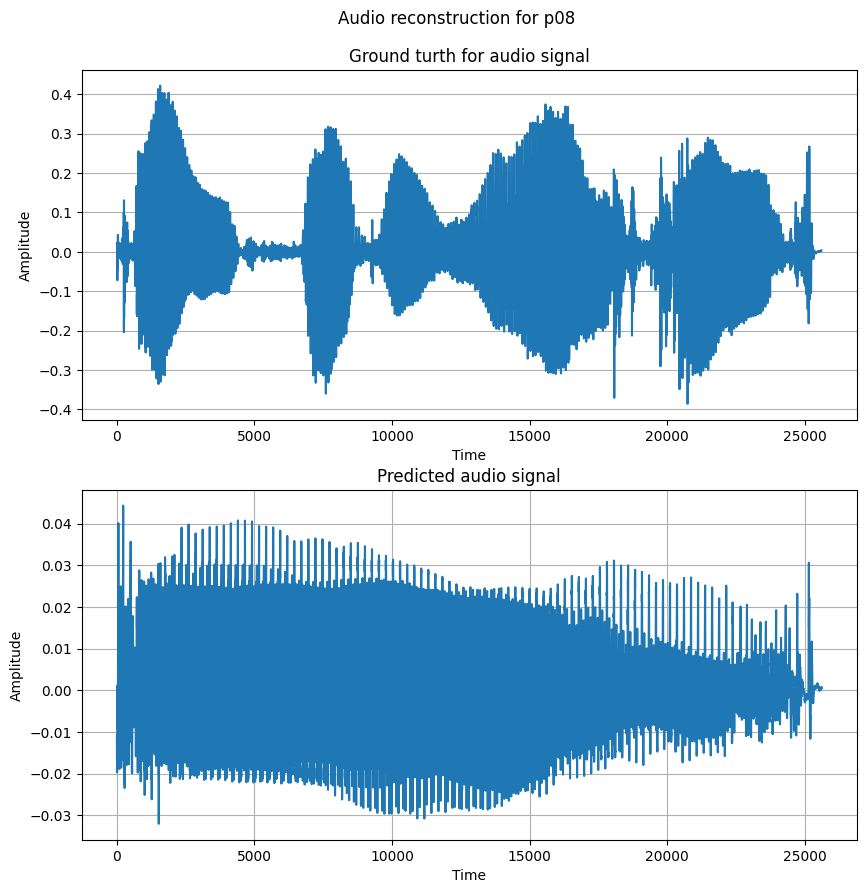 Audio reconstruction for p08
Ground turth for audio signal
0.4
0.3
0.2
0.1
0.0
−0.1
−0.2
−0.3
−0.4
Amplitude
0 5000 10000 15000 20000 25000
Time
Predicted audio signal
0.04
0.03
0.02
0.01
0.00
−0.01
−0.02
−0.03
Amplitude
0 5000 10000 15000 20000 25000
Time